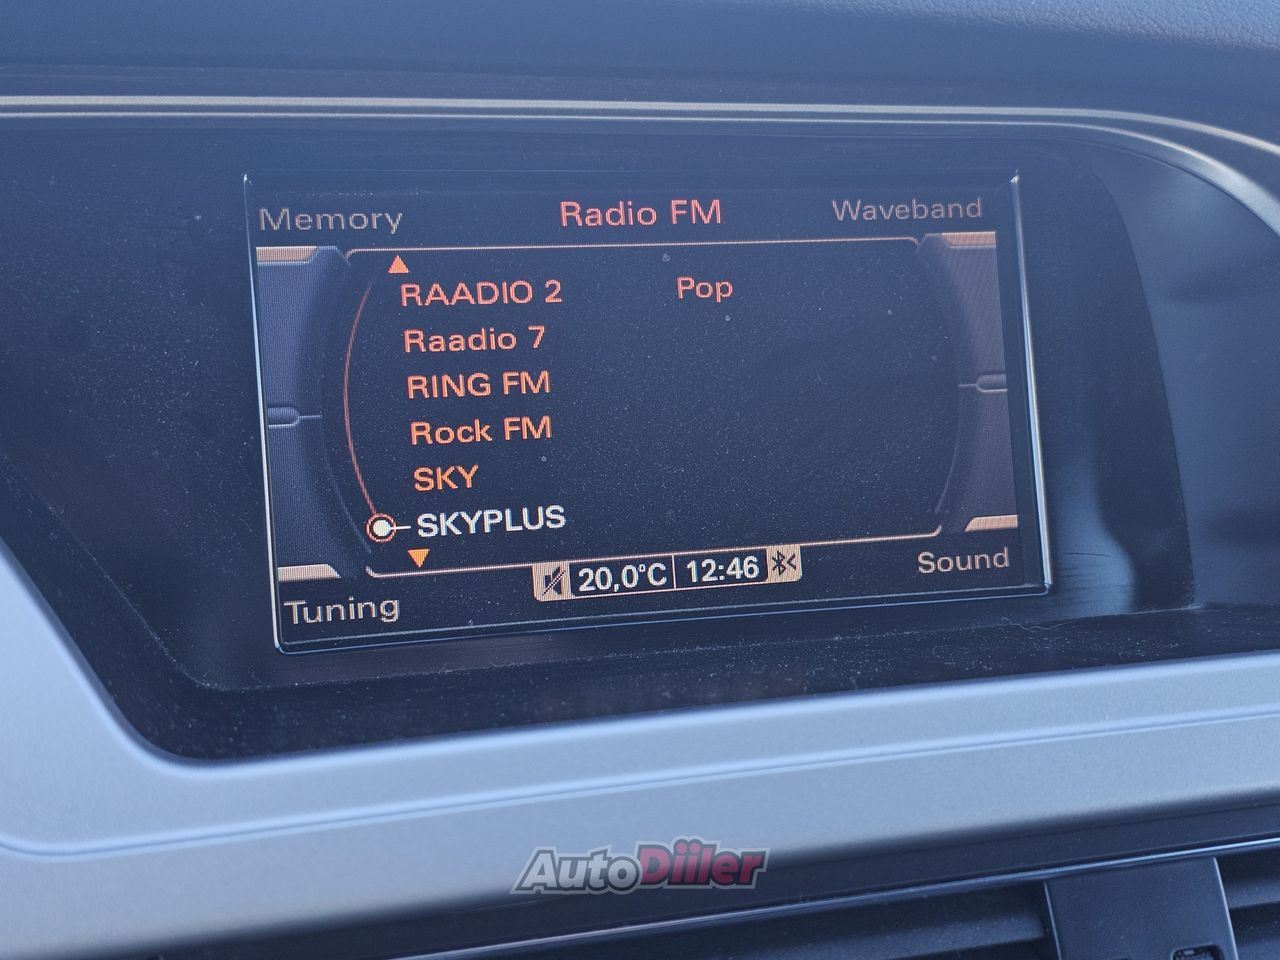 Memory Radio FM Waveband
RAADIO 2 Pop
Raadio 7
RING FM
Rock FM
SKY
SKYPLUS
20,0°C 12:46
Tuning Sound
AutoDiiler